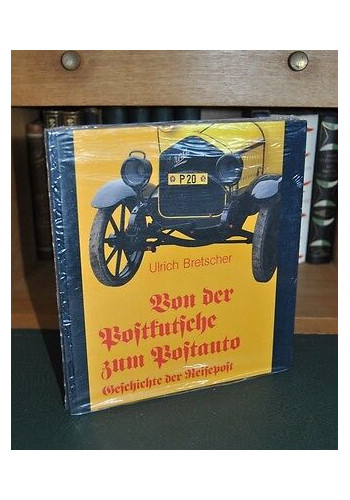 P 20
Ulrich Bretscher
Von der
Postkutsche
zum Postauto
Geschichte der Reisepost